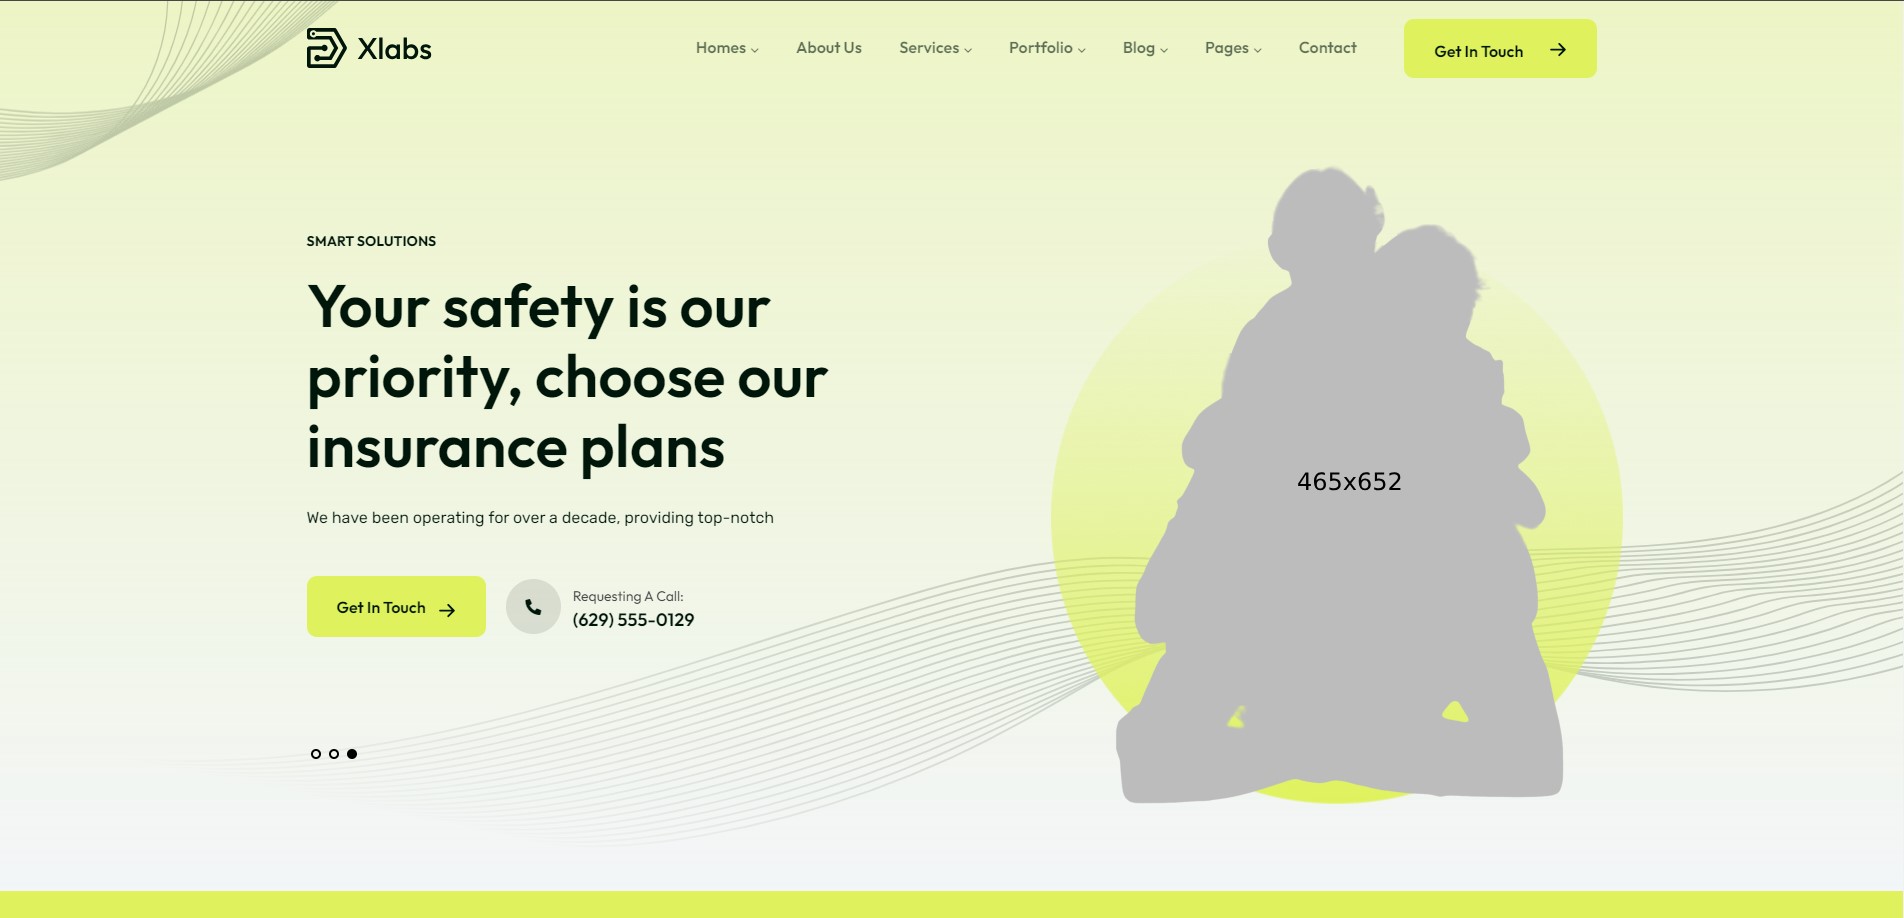 Xlabs
Homes
About Us
Services
Portfolio
Blog
Pages
Contact
Get In Touch
SMART SOLUTIONS
Your safety is our
priority, choose our
insurance plans
We have been operating for over a decade, providing top-notch
Get In Touch
Requesting A Call:
(629) 555-0129
465x652